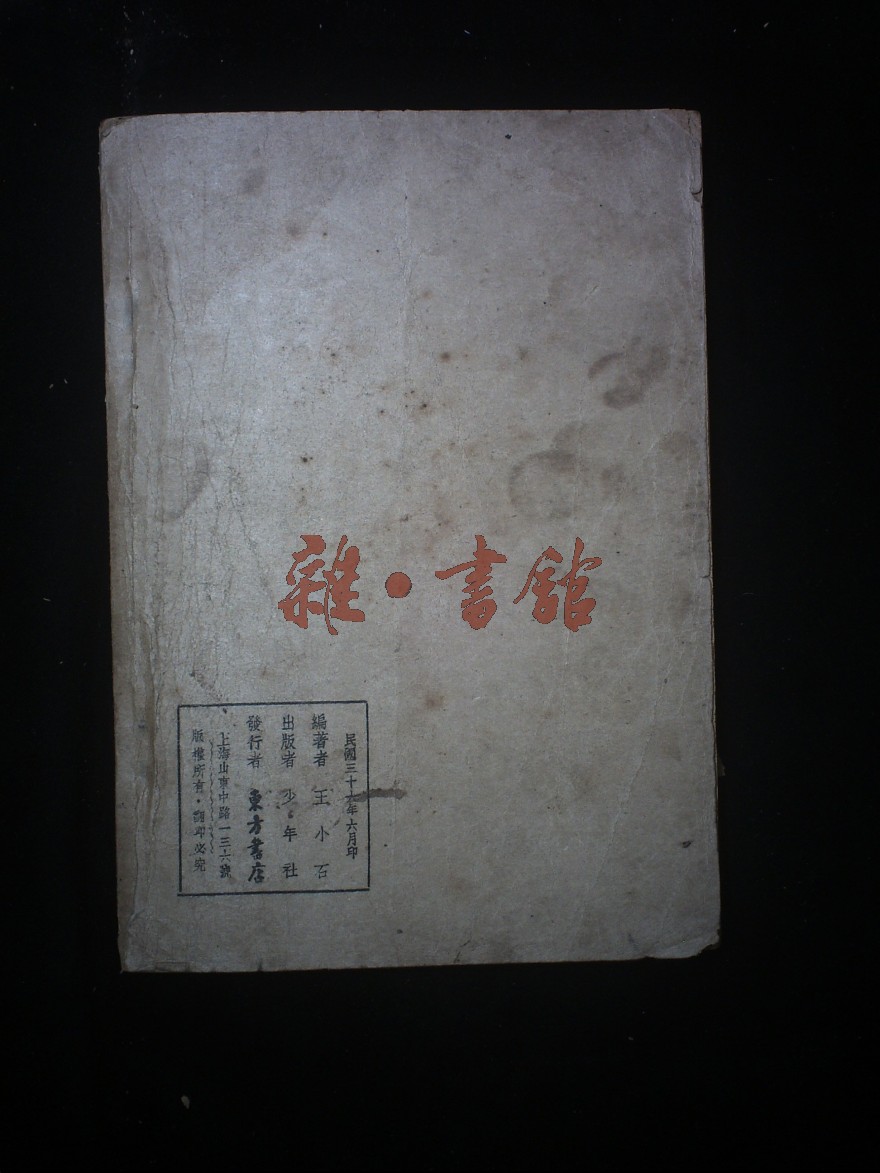 雜・書館
民國三十六年六月印
編著者 王小石
出版者 少年社
發行者 東方書店
上海山東中路一三六號
版權所有・翻印必究